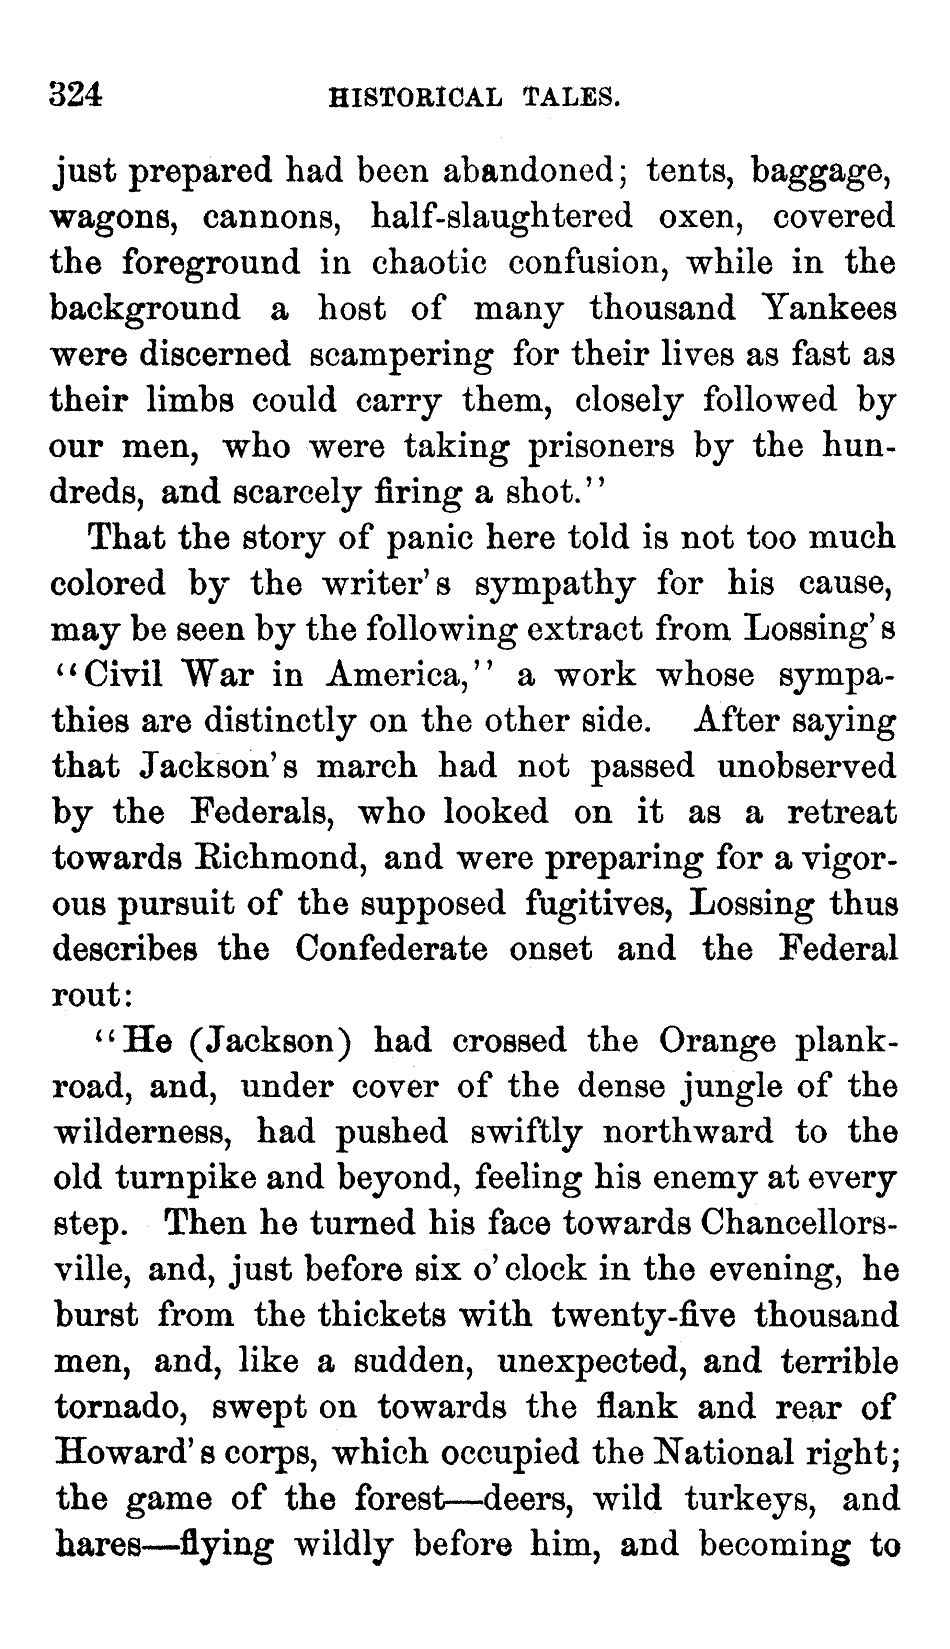 324 HISTORICAL TALES.
just prepared had been abandoned; tents, baggage,
wagons, cannons, half-slaughtered oxen, covered
the foreground in chaotic confusion, while in the
background a host of many thousand Yankees
were discerned scampering for their lives as fast as
their limbs could carry them, closely followed by
our men, who were taking prisoners by the hun-
dreds, and scarcely firing a shot."
That the story of panic here told is not too much
colored by the writer's sympathy for his cause,
may be seen by the following extract from Lossing's
"Civil War in America," a work whose sympa-
thies are distinctly on the other side. After saying
that Jackson's march had not passed unobserved
by the Federals, who looked on it as a retreat
towards Richmond, and were preparing for a vigor-
ous pursuit of the supposed fugitives, Lossing thus
describes the Confederate onset and the Federal
rout:
"He (Jackson) had crossed the Orange plank-
road, and, under cover of the dense jungle of the
wilderness, had pushed swiftly northward to the
old turnpike and beyond, feeling his enemy at every
step. Then he turned his face towards Chancellors-
ville, and, just before six o'clock in the evening, he
burst from the thickets with twenty-five thousand
men, and, like a sudden, unexpected, and terrible
tornado, swept on towards the flank and rear of
Howard's corps, which occupied the National right;
the game of the forest—deers, wild turkeys, and
hares—flying wildly before him, and becoming to